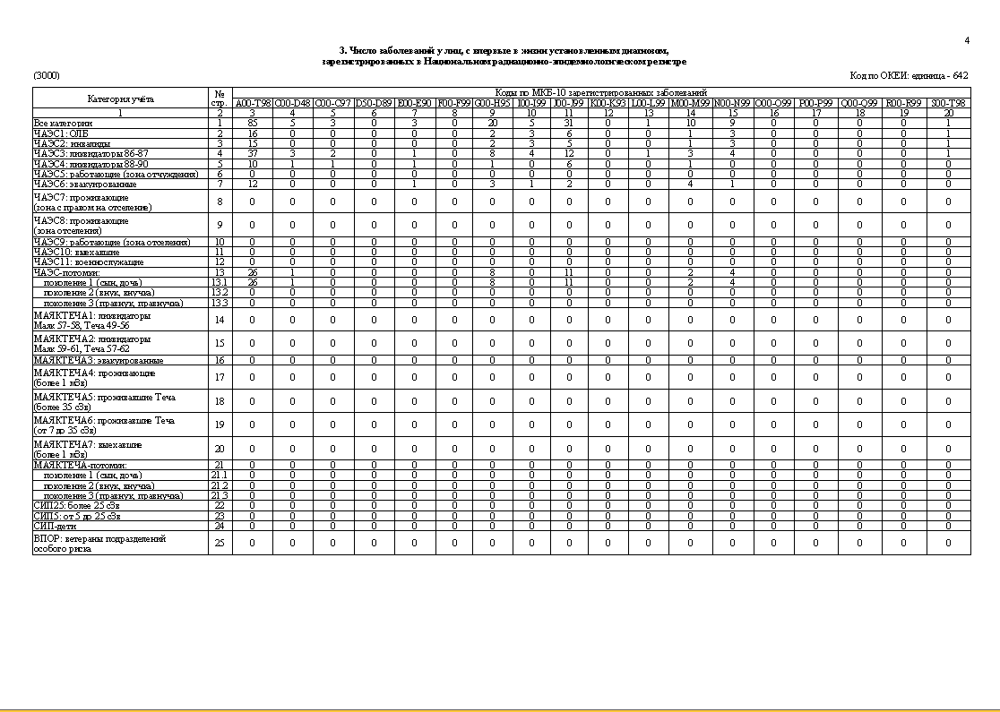 4
3. Число заболеваний у лиц, с впервые в жизни установленным диагнозом,
зарегистрированных в Национальном радиационно-эпидемиологическом регистре
(3000) Код по ОКЕИ: единица - 642
Категория учёта № стр. Коды по МКБ-10 зарегистрированных заболеваний
A00-T98 C00-D48 C00-C97 D50-D89 E00-E90 F00-F99 G00-H95 I00-I99 J00-J99 K00-K93 L00-L99 M00-M99 N00-N99 O00-O99 P00-P99 Q00-Q99 R00-R99 S00-T98
1 2 3 4 5 6 7 8 9 10 11 12 13 14 15 16 17 18 19 20
Все категории 1 85 5 3 0 3 0 20 5 31 0 1 10 9 0 0 0 0 1
ЧАЭС1: ОЛБ 2 16 0 0 0 0 0 2 3 6 0 0 1 3 0 0 0 0 1
ЧАЭС2: инвалиды 3 15 0 0 0 0 0 2 3 5 0 0 1 3 0 0 0 0 1
ЧАЭС3: ликвидаторы 86-87 4 37 3 2 0 1 0 8 4 12 0 1 3 4 0 0 0 0 1
ЧАЭС4: ликвидаторы 88-90 5 10 1 1 0 1 0 1 0 6 0 0 1 0 0 0 0 0 0
ЧАЭС5: работающие (зона отчуждения) 6 0 0 0 0 0 0 0 0 0 0 0 0 0 0 0 0 0 0
ЧАЭС6: эвакуированные 7 12 0 0 0 1 0 3 1 2 0 0 4 1 0 0 0 0 0
ЧАЭС7: проживающие
(зона с правом на отселение) 8 0 0 0 0 0 0 0 0 0 0 0 0 0 0 0 0 0 0
ЧАЭС8: проживающие
(зона отселения) 9 0 0 0 0 0 0 0 0 0 0 0 0 0 0 0 0 0 0
ЧАЭС9: работающие (зона отселения) 10 0 0 0 0 0 0 0 0 0 0 0 0 0 0 0 0 0 0
ЧАЭС10: выехавшие 11 0 0 0 0 0 0 0 0 0 0 0 0 0 0 0 0 0 0
ЧАЭС11: военнослужащие 12 0 0 0 0 0 0 0 0 0 0 0 0 0 0 0 0 0 0
ЧАЭС-потомки: 13 26 1 0 0 0 0 8 0 11 0 0 2 4 0 0 0 0 0
поколение 1 (сын, дочь) 13.1 26 1 0 0 0 0 8 0 11 0 0 2 4 0 0 0 0 0
поколение 2 (внук, внучка) 13.2 0 0 0 0 0 0 0 0 0 0 0 0 0 0 0 0 0 0
поколение 3 (правнук, правнучка) 13.3 0 0 0 0 0 0 0 0 0 0 0 0 0 0 0 0 0 0
МАЯКТЕЧА1: ликвидаторы
Маяк 57-58, Теча 49-56 14 0 0 0 0 0 0 0 0 0 0 0 0 0 0 0 0 0 0
МАЯКТЕЧА2: ликвидаторы
Маяк 59-61, Теча 57-62 15 0 0 0 0 0 0 0 0 0 0 0 0 0 0 0 0 0 0
МАЯКТЕЧА3: эвакуированные 16 0 0 0 0 0 0 0 0 0 0 0 0 0 0 0 0 0 0
МАЯКТЕЧА4: проживающие
(более 1 мЗв) 17 0 0 0 0 0 0 0 0 0 0 0 0 0 0 0 0 0 0
МАЯКТЕЧА5: проживавшие Теча
(более 35 сЗв) 18 0 0 0 0 0 0 0 0 0 0 0 0 0 0 0 0 0 0
МАЯКТЕЧА6: проживавшие Теча
(от 7 до 35 сЗв) 19 0 0 0 0 0 0 0 0 0 0 0 0 0 0 0 0 0 0
МАЯКТЕЧА7: выехавшие
(более 1 мЗв) 20 0 0 0 0 0 0 0 0 0 0 0 0 0 0 0 0 0 0
МАЯКТЕЧА-потомки: 21 0 0 0 0 0 0 0 0 0 0 0 0 0 0 0 0 0 0
поколение 1 (сын, дочь) 21.1 0 0 0 0 0 0 0 0 0 0 0 0 0 0 0 0 0 0
поколение 2 (внук, внучка) 21.2 0 0 0 0 0 0 0 0 0 0 0 0 0 0 0 0 0 0
поколение 3 (правнук, правнучка) 21.3 0 0 0 0 0 0 0 0 0 0 0 0 0 0 0 0 0 0
СИП25: более 25 сЗв 22 0 0 0 0 0 0 0 0 0 0 0 0 0 0 0 0 0 0
СИП5: от 5 до 25 сЗв 23 0 0 0 0 0 0 0 0 0 0 0 0 0 0 0 0 0 0
СИП-дети 24 0 0 0 0 0 0 0 0 0 0 0 0 0 0 0 0 0 0
ВПОР: ветераны подразделений
особого риска 25 0 0 0 0 0 0 0 0 0 0 0 0 0 0 0 0 0 0